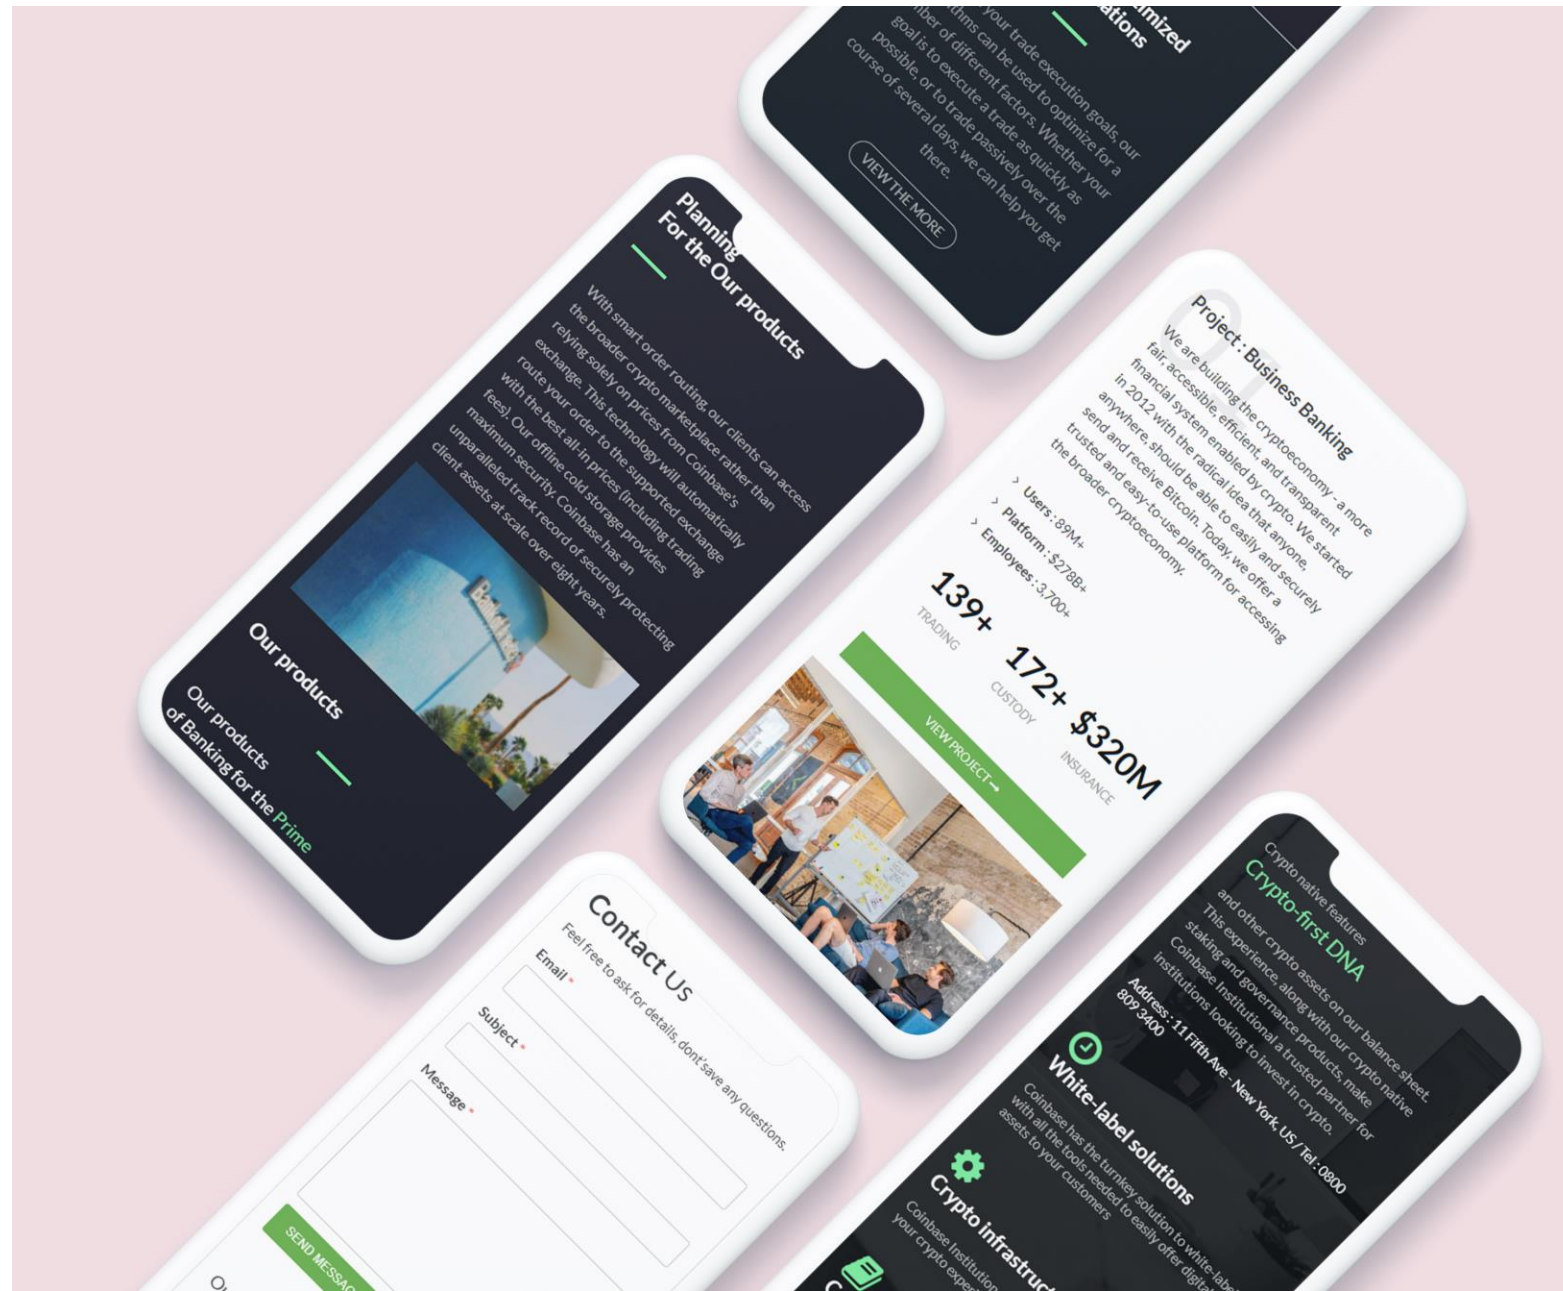 imized
ations
your trade execution goals, our
ithms can be used to optimize for a
mber of different factors. Whether your
goal is to execute a trade as quickly as
possible, or to trade passively over the
course of several days, we can help you get
there.
VIEW THE MORE
Planning
For the Our products
With smart order routing, our clients can access
the broader crypto marketplace rather than
relying solely on prices from Coinbase's
exchange. This technology will automatically
route your order to the supported exchange
with the best all-in prices (including trading
fees). Our offline cold storage provides
maximum security. Coinbase has an
unparalleled track record of securely protecting
client assets at scale over eight years.
Our products
Our products
of Banking for the Prime
01
Project : Business Banking
We are building the cryptoeconomy - a more
fair, accessible, efficient, and transparent
financial system enabled by crypto. We started
in 2012 with the radical idea that anyone,
anywhere, should be able to easily and securely
send and receive Bitcoin. Today, we offer a
trusted and easy-to-use platform for accessing
the broader cryptoeconomy.
› Users : 89M+
› Platform : $278B+
› Employees : 3,700+
139+
TRADING
172+
CUSTODY
$320M
INSURANCE
VIEW PROJECT →
Contact Us
Feel free to ask for details, dont'save any questions.
Email *
Subject *
Message *
SEND MESSAG
Ou
Crypto native features
Crypto-first DNA
and other crypto assets on our balance sheet.
This experience, along with our crypto native
staking and governance products, make
Coinbase Institutional a trusted partner for
institutions looking to invest in crypto.
Address : 11 Fifth Ave - New York, US / Tel : 0800
809 3400
White-label solutions
Coinbase has the turnkey solution to white-labe
with all the tools needed to easily offer digital
assets to your customers
Crypto infrastruct
Coinbase Institution
your crypto exper